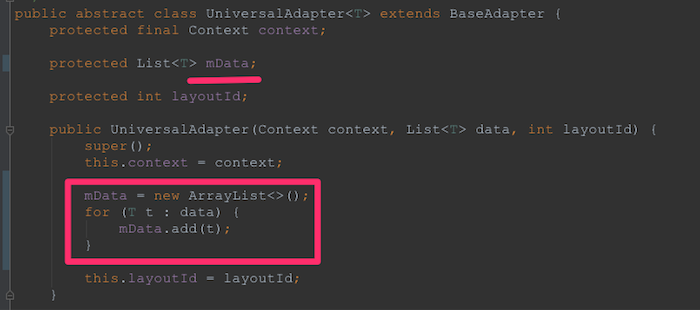 public abstract class UniversalAdapter<T> extends BaseAdapter {
protected final Context context;
protected List<T> mData;
protected int layoutId;
public UniversalAdapter(Context context, List<T> data, int layoutId) {
super();
this.context = context;
mData = new ArrayList<>();
for (T t : data) {
mData.add(t);
}
this.layoutId = layoutId;
}